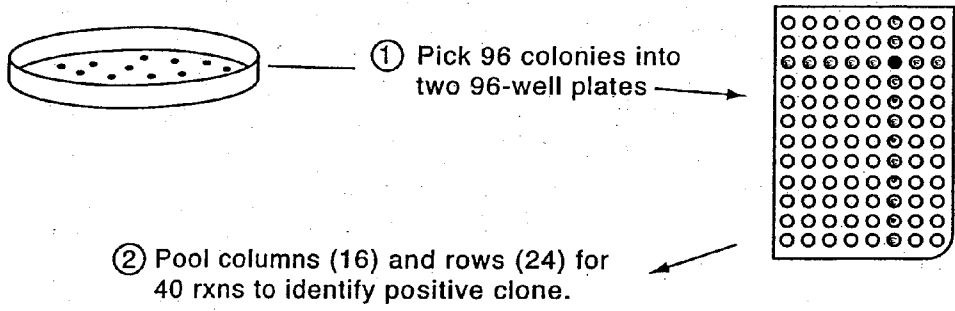 ① Pick 96 colonies into
two 96-well plates
② Pool columns (16) and rows (24) for
40 rxns to identify positive clone.